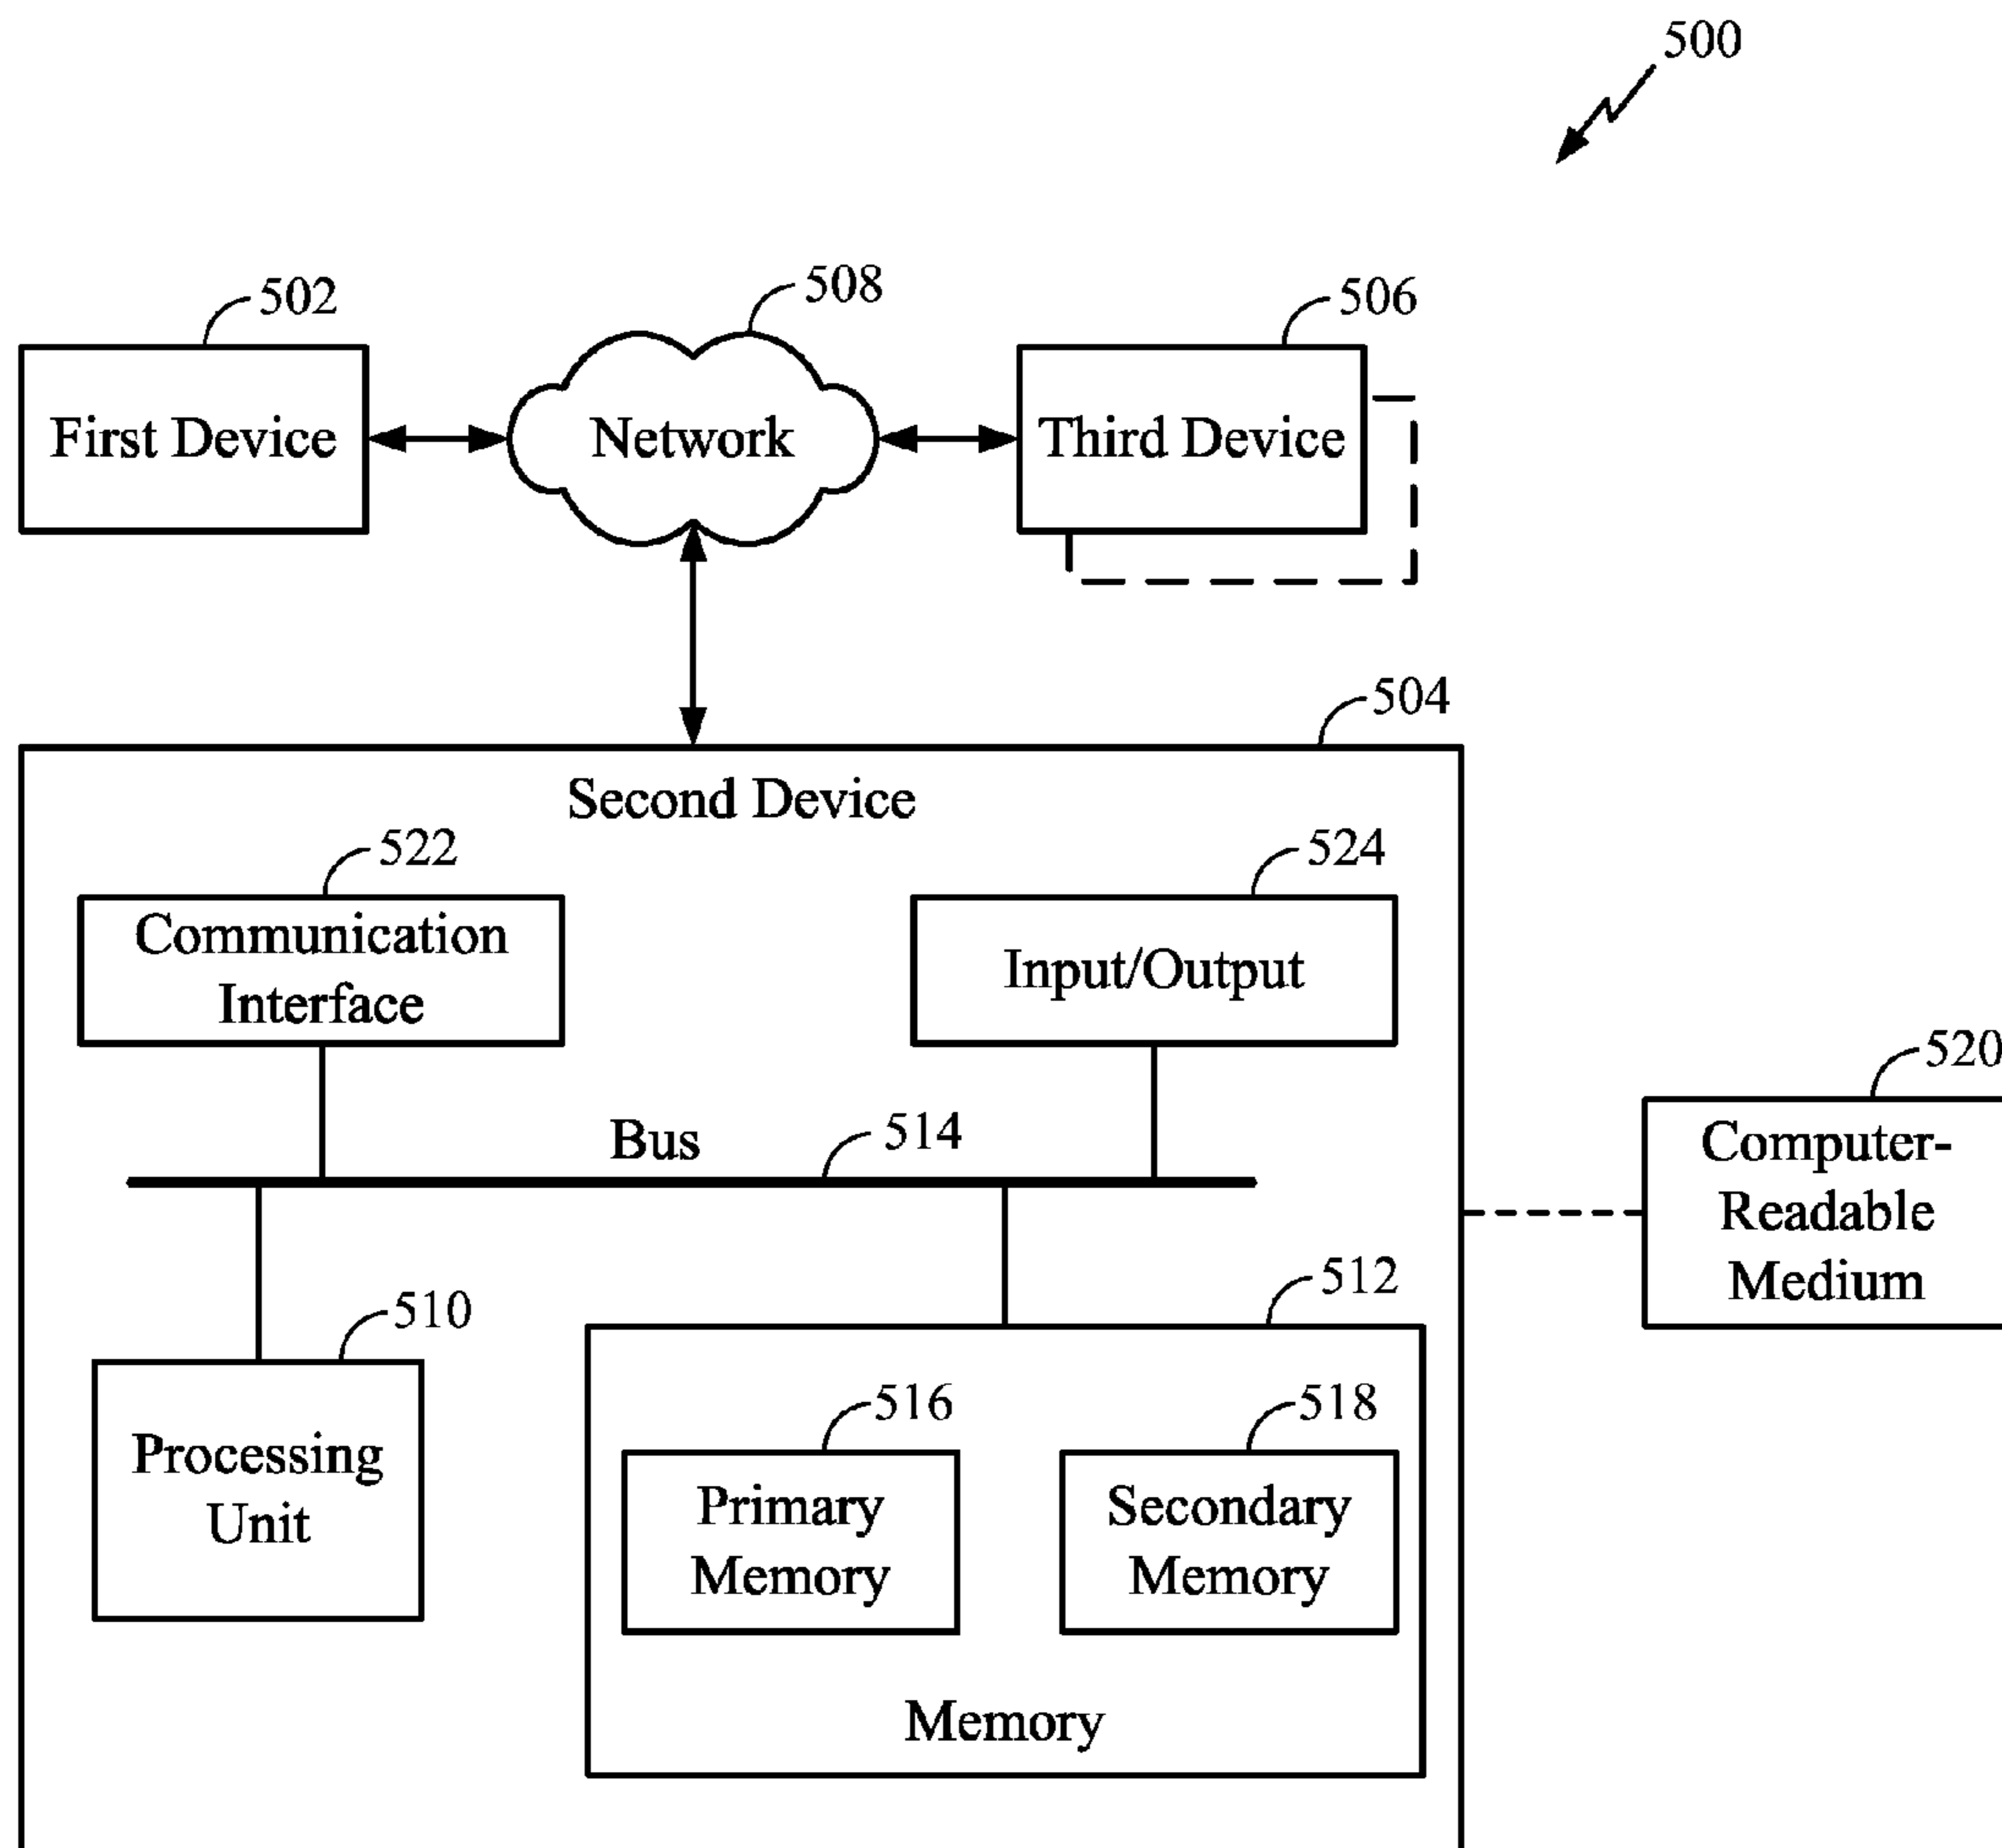 500
502
508
506
First Device
Network
Third Device
504
Second Device
522
524
Communication
Interface
Input/Output
520
Computer-
Readable
Medium
Bus
514
512
510
Processing
Unit
516
518
Primary
Memory
Secondary
Memory
Memory